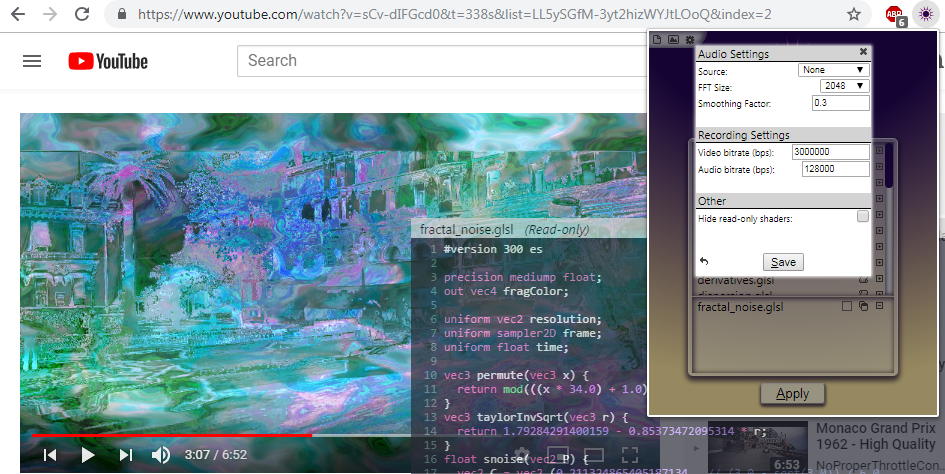 https://www.youtube.com/watch?v=sCv-dIFGcd0&t=338s&list=LL5ySGfM-3yt2hizWYJtLOoQ&index=2
ABP
6
YouTube
Search
Audio Settings
Source: None
FFT Size: 2048
Smoothing Factor: 0.3
Recording Settings
Video bitrate (bps): 3000000
Audio bitrate (bps): 128000
Other
Hide read-only shaders:
Save
derivatives.glsl
dispersion.glsl
fractal_noise.glsl
Apply
fractal_noise.glsl (Read-only)
1 #version 300 es
2
3 precision mediump float;
4 out vec4 fragColor;
5
6 uniform vec2 resolution;
7 uniform sampler2D frame;
8 uniform float time;
9
10 vec3 permute(vec3 x) {
11 return mod(((x * 34.0) + 1.0)
12 }
13 vec3 taylorInvSqrt(vec3 r) {
14 return 1.79284291400159 - 0.85373472095314 * r;
15 }
16 float snoise(vec2 P) {
17 vec2 C = vec2 (0.211324865405187134
3:07 / 6:52
6:53
Monaco Grand Prix
1962 - High Quality
NoProperThrottleCon